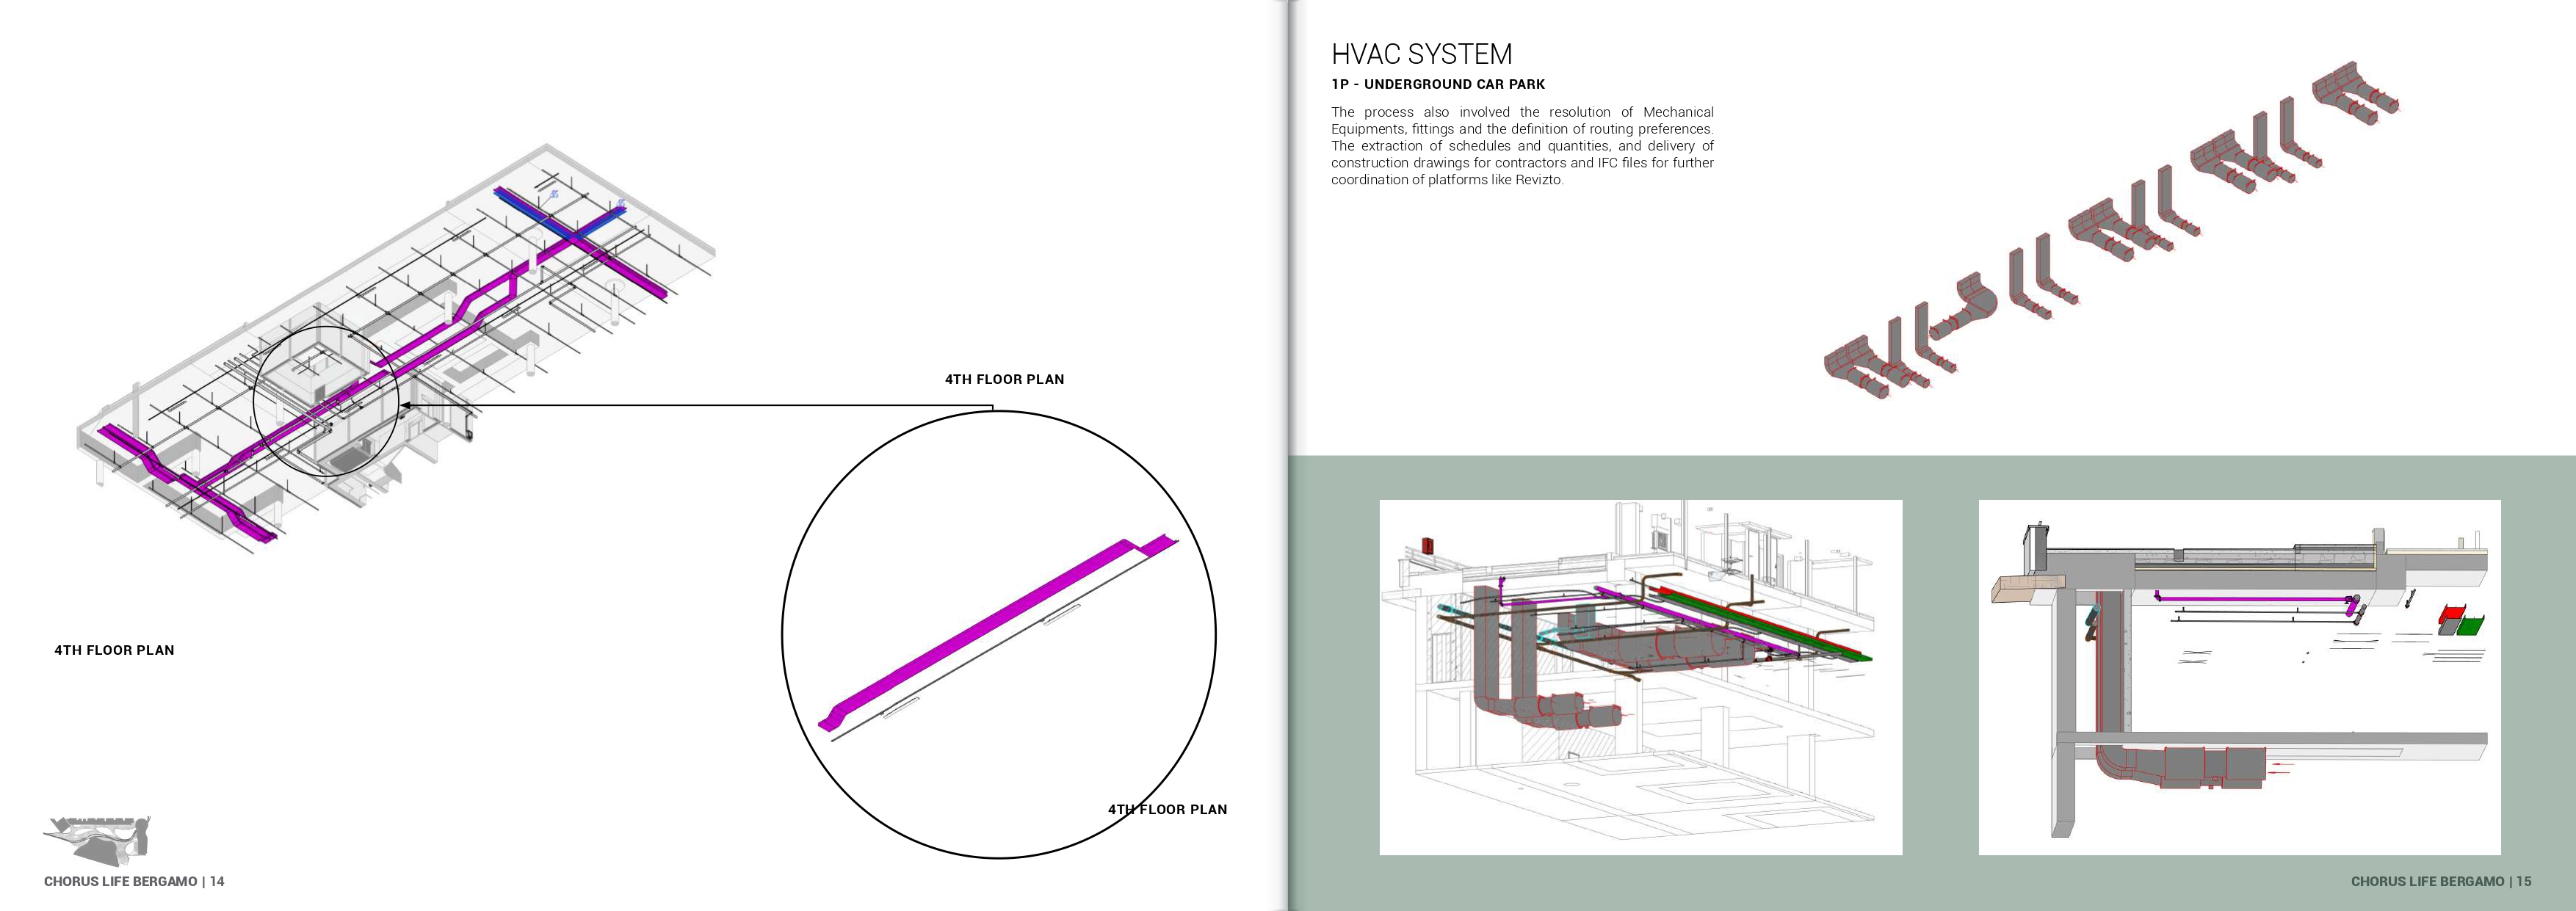 4TH FLOOR PLAN
4TH FLOOR PLAN
4TH FLOOR PLAN
CHORUS LIFE BERGAMO | 14
HVAC SYSTEM
1P - UNDERGROUND CAR PARK
The process also involved the resolution of Mechanical
Equipments, fittings and the definition of routing preferences.
The extraction of schedules and quantities, and delivery of
construction drawings for contractors and IFC files for further
coordination of platforms like Revizto.
CHORUS LIFE BERGAMO | 15